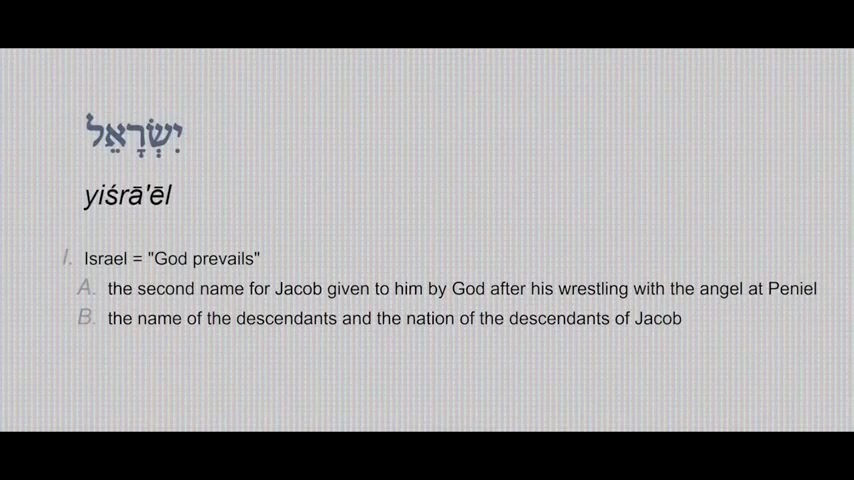 יִשְׂרָאֵל
yiśrā'ēl
I. Israel = "God prevails"
A. the second name for Jacob given to him by God after his wrestling with the angel at Peniel
B. the name of the descendants and the nation of the descendants of Jacob